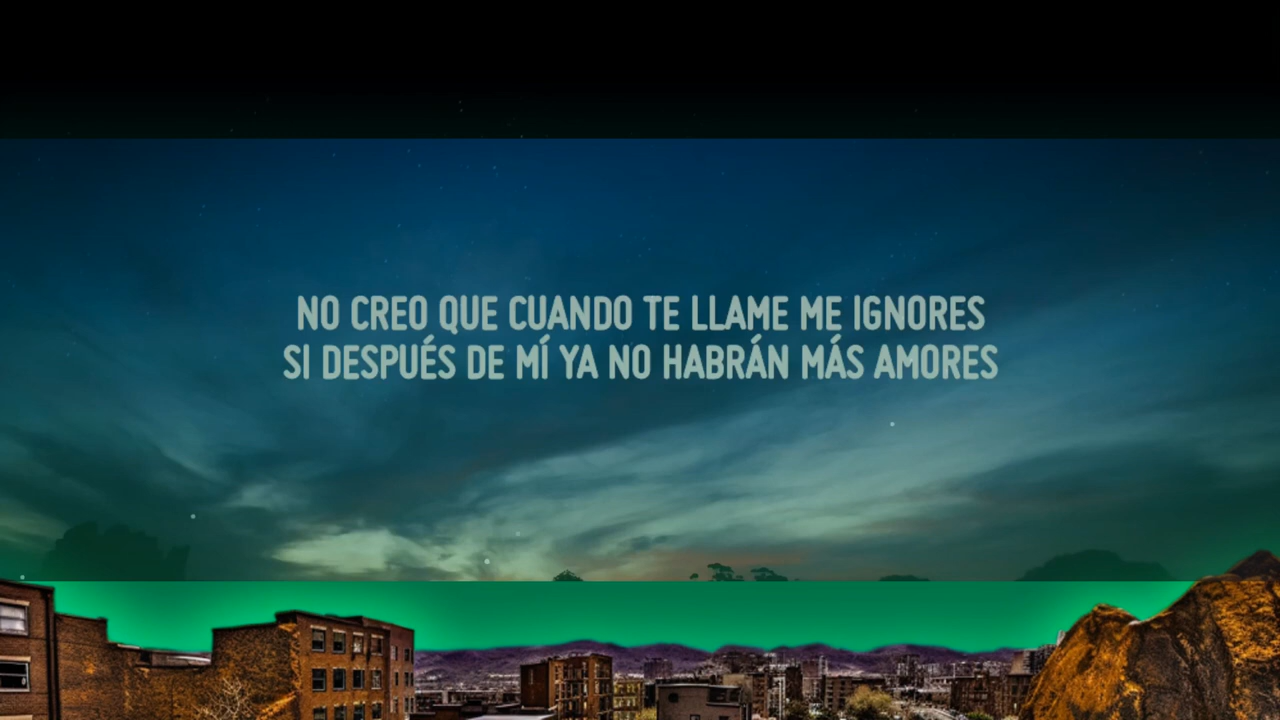 NO CREO QUE CUANDO TE LLAME ME IGNORES
SI DESPUÉS DE MÍ YA NO HABRÁN MÁS AMORES